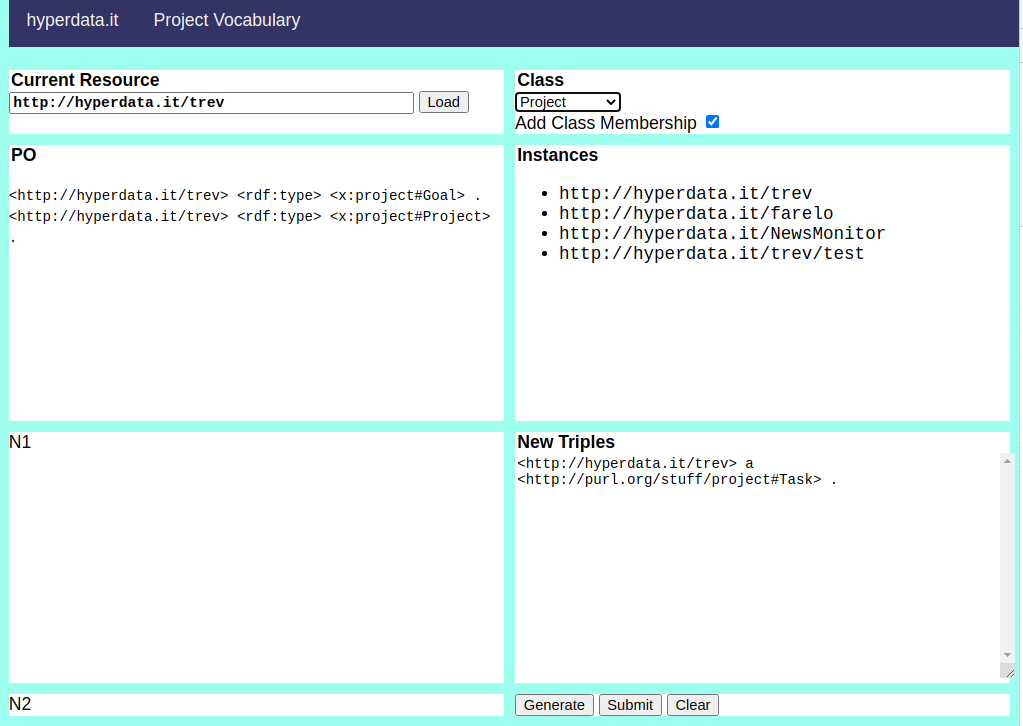 hyperdata.it Project Vocabulary
Current Resource
http://hyperdata.it/trev Load
Class
Project
Add Class Membership
PO
<http://hyperdata.it/trev> <rdf:type> <x:project#Goal> .
<http://hyperdata.it/trev> <rdf:type> <x:project#Project>
.
Instances
• http://hyperdata.it/trev
• http://hyperdata.it/farelo
• http://hyperdata.it/NewsMonitor
• http://hyperdata.it/trev/test
N1
New Triples
<http://hyperdata.it/trev> a
<http://purl.org/stuff/project#Task> .
N2
Generate Submit Clear